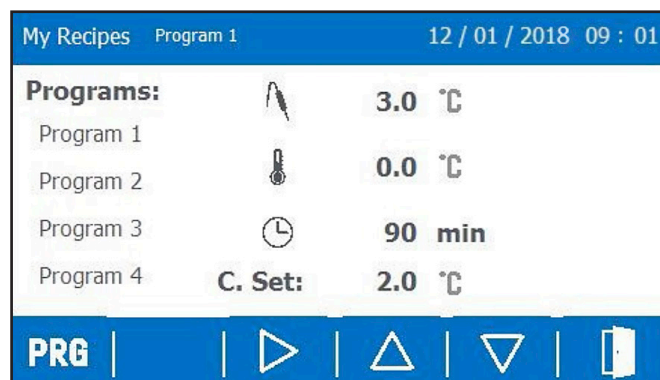 My Recipes Program 1 12 / 01 / 2018 09 : 01
Programs:
Program 1
Program 2
Program 3
Program 4
3.0 °C
0.0 °C
90 min
C. Set: 2.0 °C
PRG